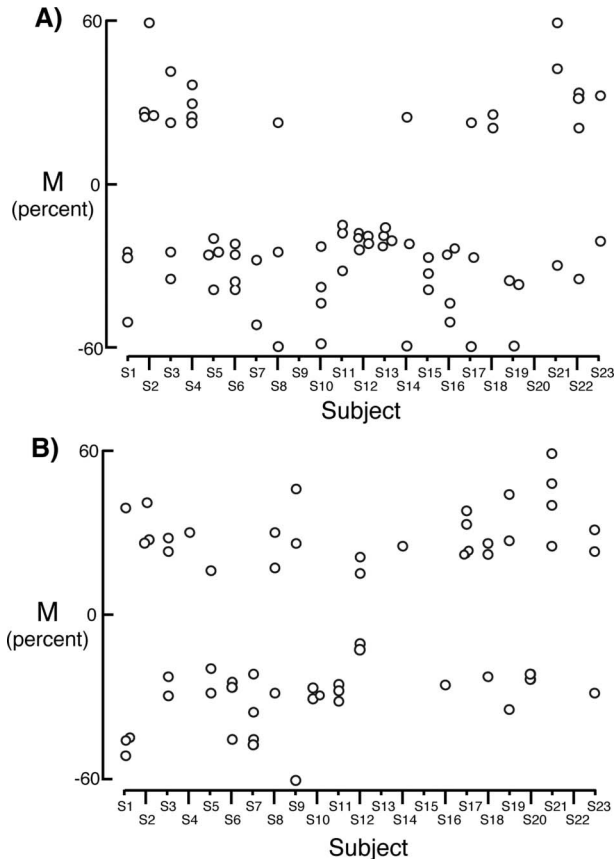 A)
60
0
-60
M
(percent)
S1 S3 S5 S7 S9 S11 S13 S15 S17 S19 S21 S23
S2 S4 S6 S8 S10 S12 S14 S16 S18 S20 S22
Subject
B)
60
0
-60
M
(percent)
S1 S3 S5 S7 S9 S11 S13 S15 S17 S19 S21 S23
S2 S4 S6 S8 S10 S12 S14 S16 S18 S20 S22
Subject